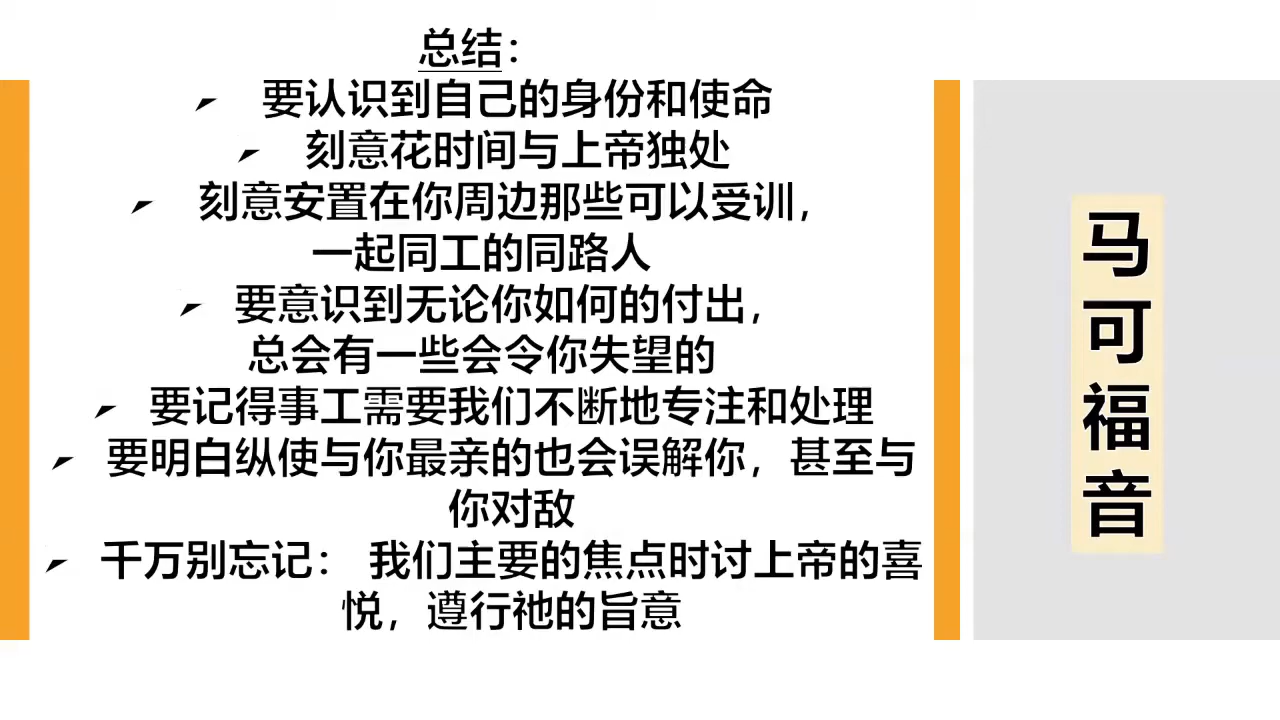 总结：
➢ 要认识到自己的身份和使命
➢ 刻意花时间与上帝独处
➢ 刻意安置在你周边那些可以受训，
一起同工的同路人
➢ 要意识到无论你如何的付出，
总会有一些会令你失望的
➢ 要记得事工需要我们不断地专注和处理
➢ 要明白纵使与你最亲的也会误解你，甚至与
你对敌
➢ 千万别忘记： 我们主要的焦点时讨上帝的喜
悦，遵行祂的旨意
马可福音